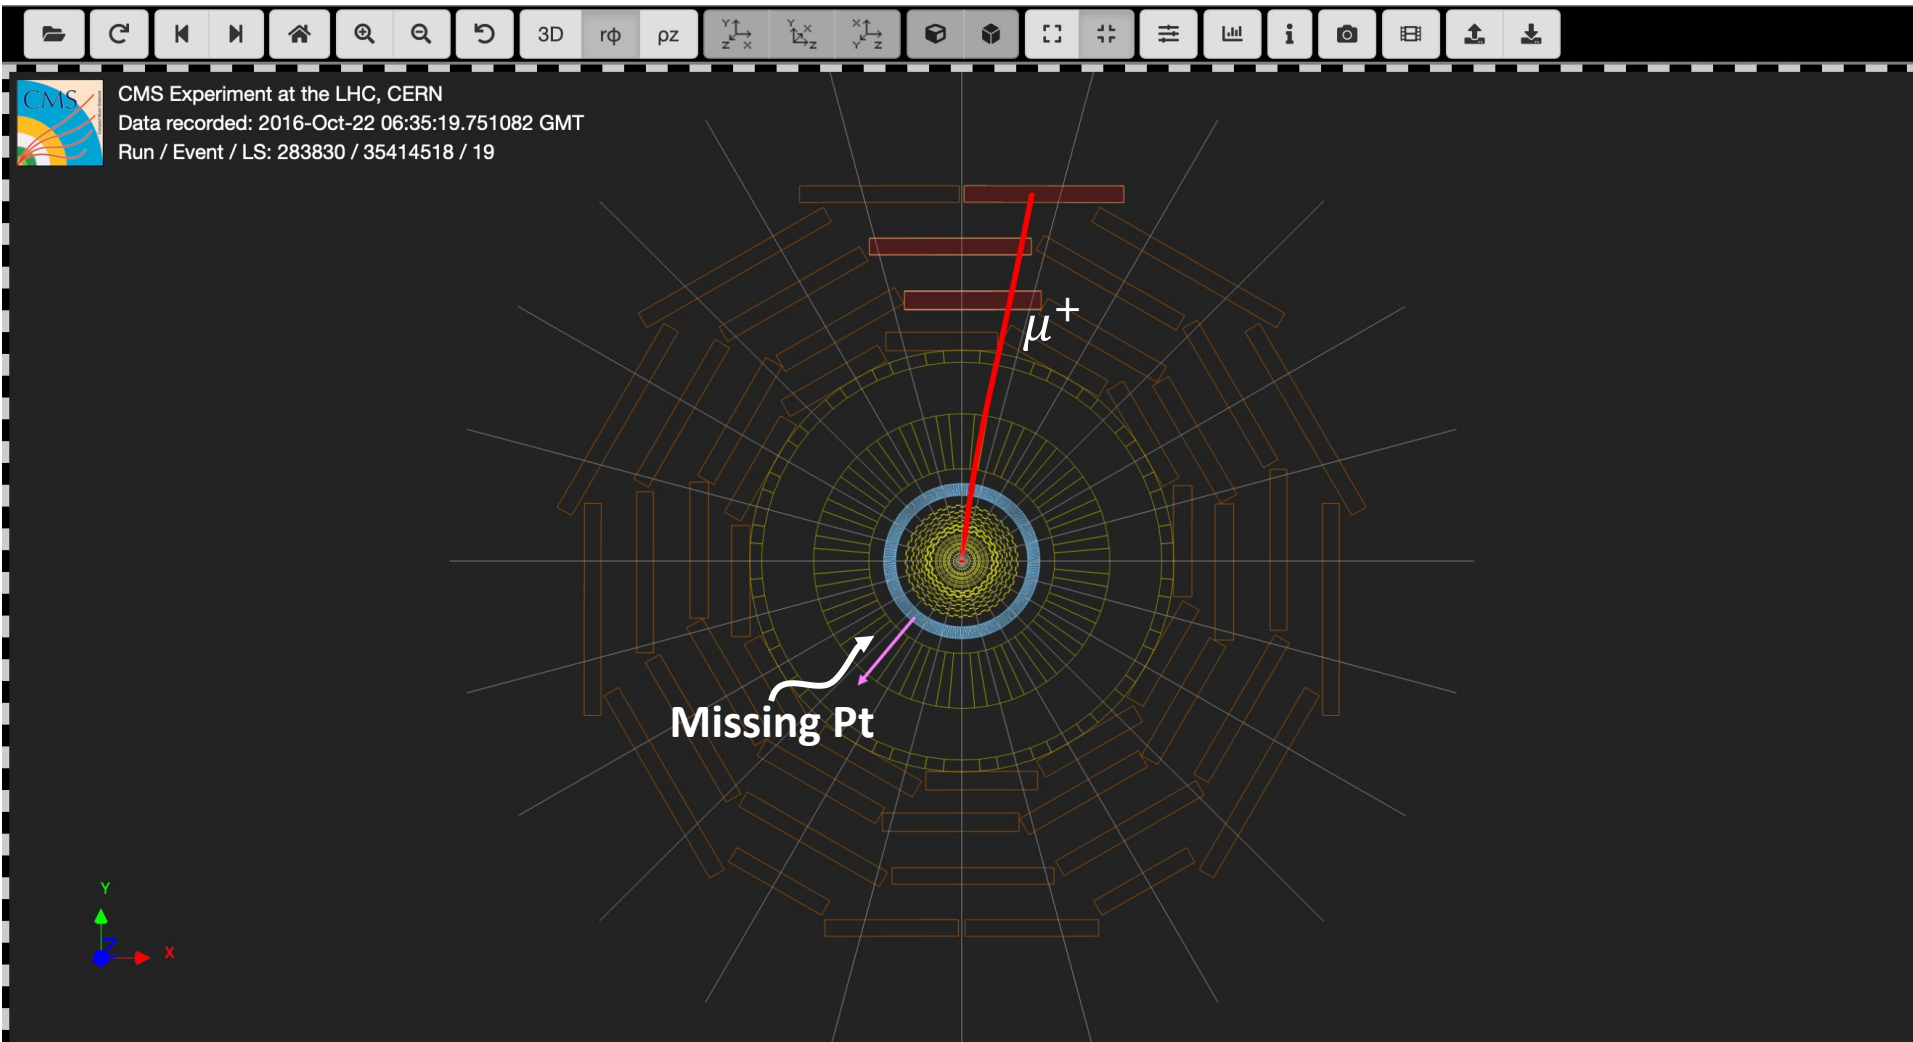 3D rϕ ρz
Y Z X Y X Z X Y Z
CMS
CMS Experiment at the LHC, CERN
Data recorded: 2016-Oct-22 06:35:19.751082 GMT
Run / Event / LS: 283830 / 35414518 / 19
μ+
Missing Pt
Y
Z
X